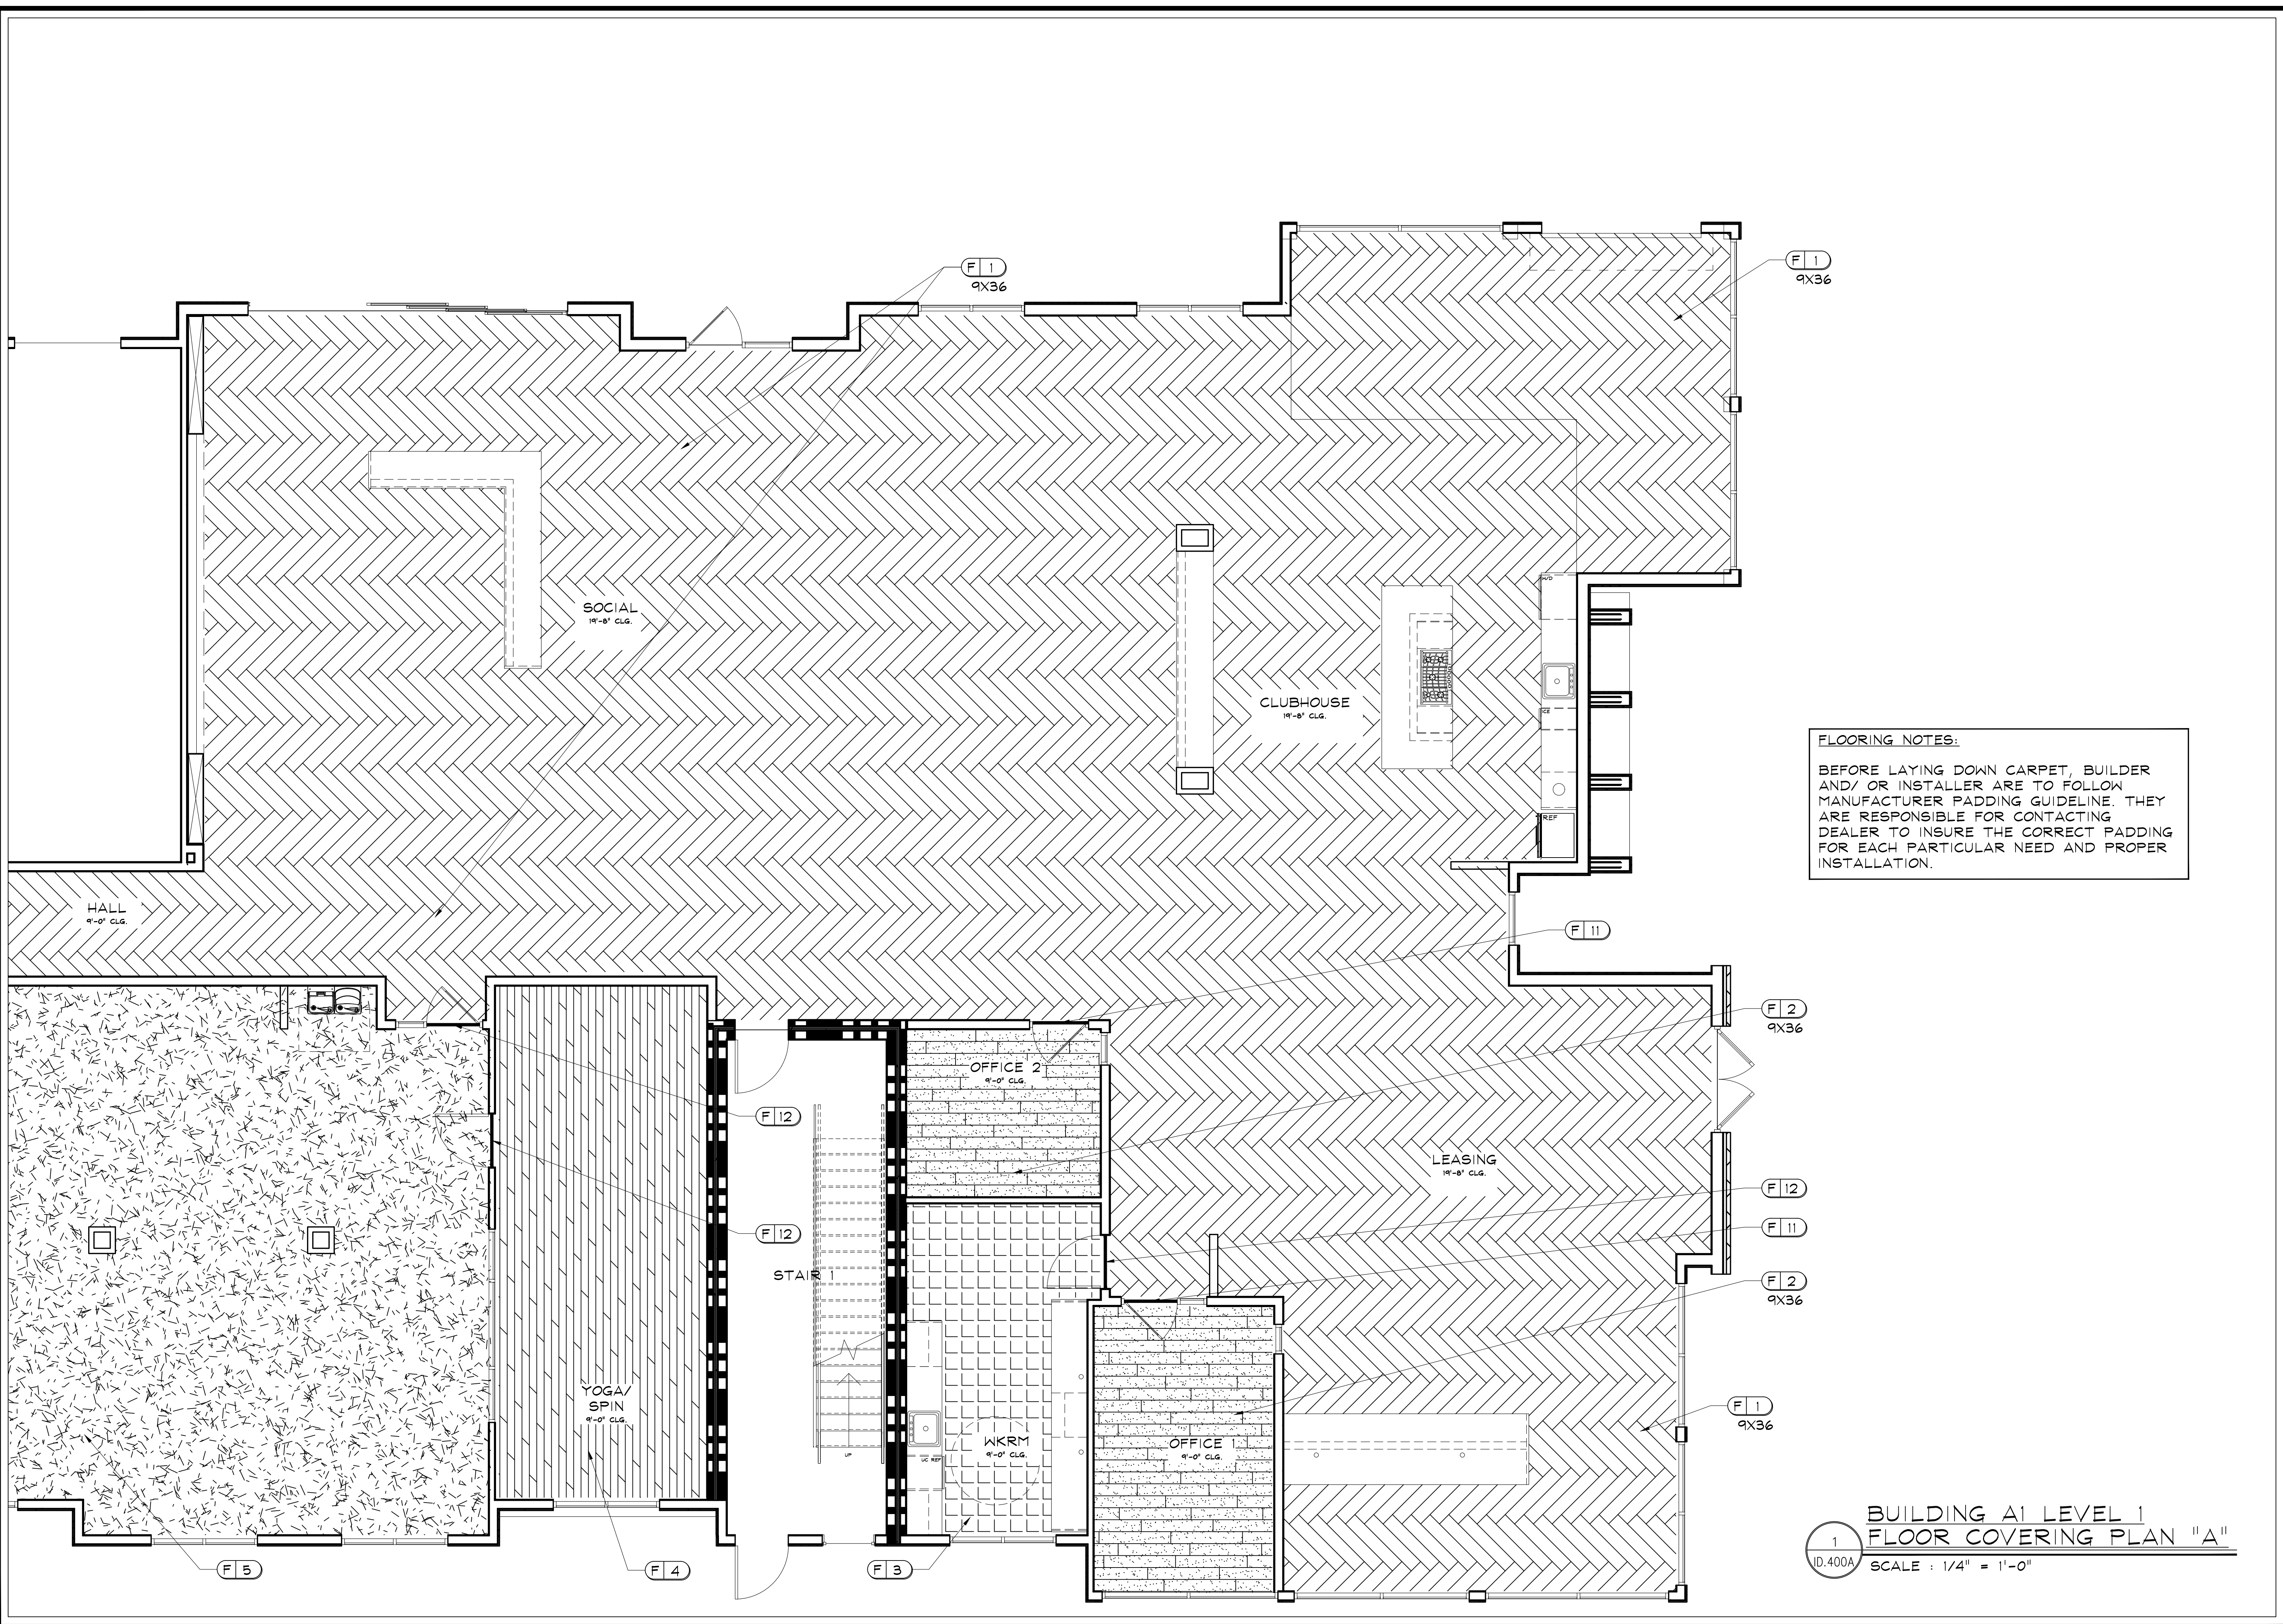 F 1
9X36
F 1
9X36
SOCIAL
19'-8" CLG.
H/D
CLUBHOUSE
19'-8" CLG.
ICE
REF
FLOORING NOTES:
BEFORE LAYING DOWN CARPET, BUILDER
AND/ OR INSTALLER ARE TO FOLLOW
MANUFACTURER PADDING GUIDELINE. THEY
ARE RESPONSIBLE FOR CONTACTING
DEALER TO INSURE THE CORRECT PADDING
FOR EACH PARTICULAR NEED AND PROPER
INSTALLATION.
HALL
9'-0" CLG.
F 11
F 2
9X36
OFFICE 2
9'-0" CLG.
F 12
LEASING
19'-8" CLG.
F 12
F 11
F 12
STAIR 1
F 2
9X36
YOGA/
SPIN
9'-0" CLG.
F 1
9X36
WKRM
9'-0" CLG.
OFFICE 1
9'-0" CLG.
UP
UC REF
F 5
F 4
F 3
1
ID.400A
BUILDING A1 LEVEL 1
FLOOR COVERING PLAN "A"
SCALE : 1/4" = 1'-0"